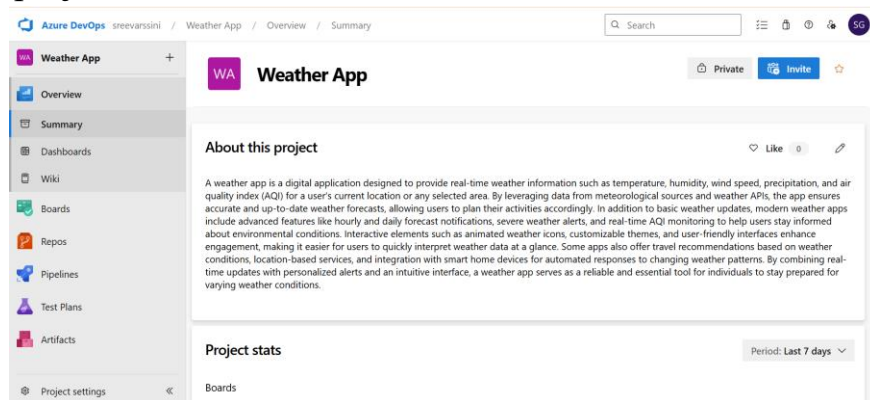 Azure DevOps sreevarssini / Weather App / Overview / Summary
Search
SG
WA Weather App +
Overview
Summary
Dashboards
Wiki
Boards
Repos
Pipelines
Test Plans
Artifacts
Project settings
WA Weather App
Private
Invite
About this project
Like 0
A weather app is a digital application designed to provide real-time weather information such as temperature, humidity, wind speed, precipitation, and air
quality index (AQI) for a user's current location or any selected area. By leveraging data from meteorological sources and weather APIs, the app ensures
accurate and up-to-date weather forecasts, allowing users to plan their activities accordingly. In addition to basic weather updates, modern weather apps
include advanced features like hourly and daily forecast notifications, severe weather alerts, and real-time AQI monitoring to help users stay informed
about environmental conditions. Interactive elements such as animated weather icons, customizable themes, and user-friendly interfaces enhance
engagement, making it easier for users to quickly interpret weather data at a glance. Some apps also offer travel recommendations based on weather
conditions, location-based services, and integration with smart home devices for automated responses to changing weather patterns. By combining real-
time updates with personalized alerts and an intuitive interface, a weather app serves as a reliable and essential tool for individuals to stay prepared for
varying weather conditions.
Project stats
Period: Last 7 days
Boards